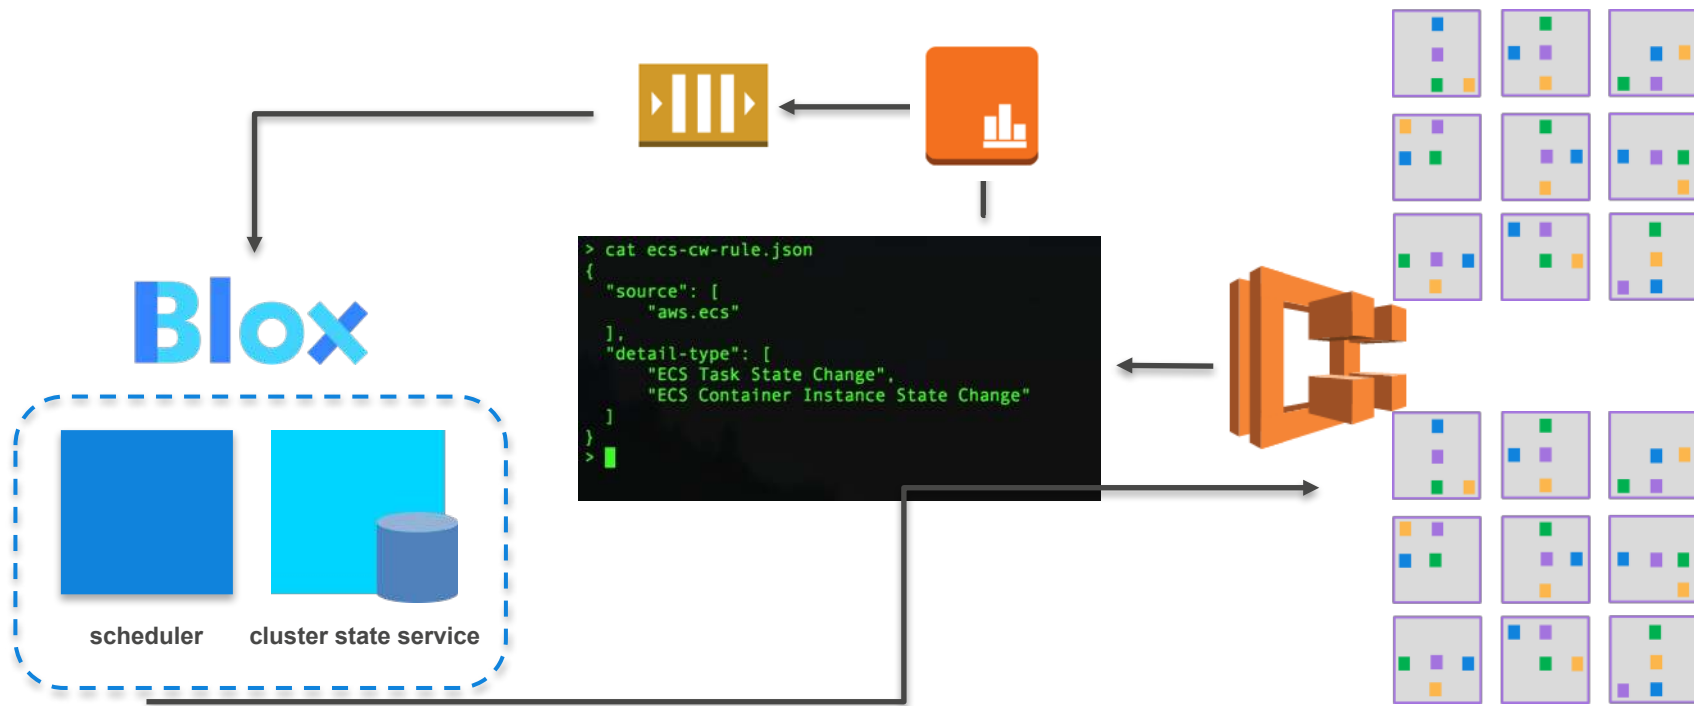 Blox
scheduler
cluster state service
> cat ecs-cw-rule.json
{
  "source": [
      "aws.ecs"
  ],
  "detail-type": [
      "ECS Task State Change",
      "ECS Container Instance State Change"
  ]
}
>